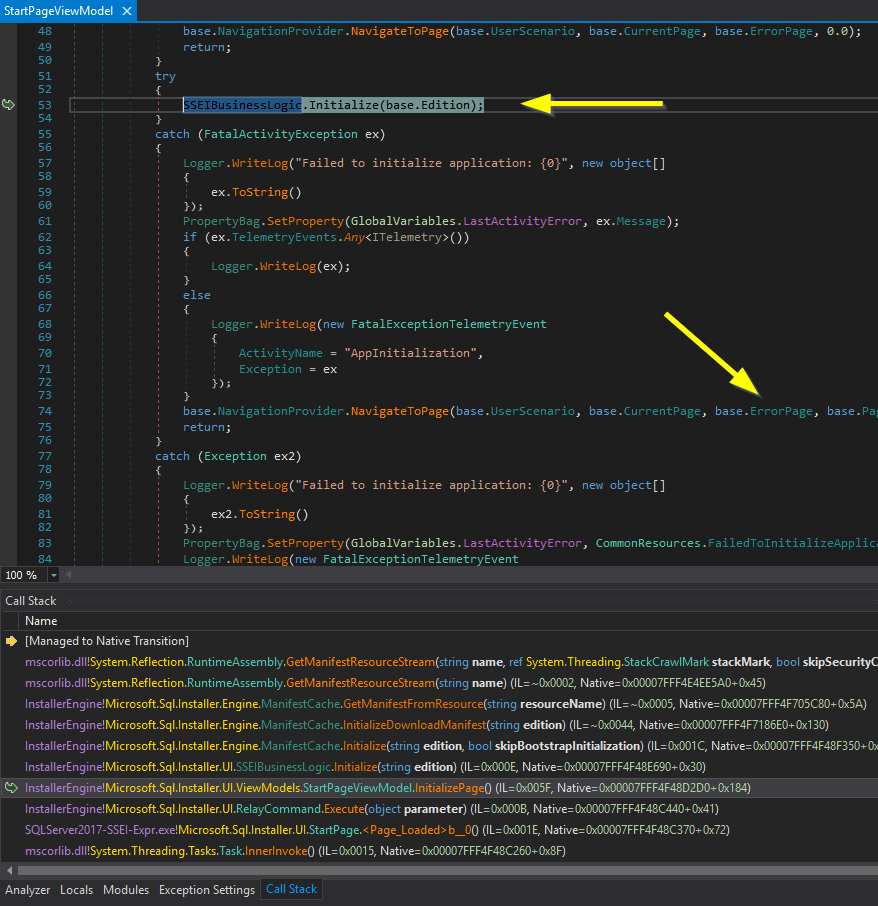 StartPageViewModel ✕
48 base.NavigationProvider.NavigateToPage(base.UserScenario, base.CurrentPage, base.ErrorPage, 0.0);
49 return;
50 }
51 try
52 {
53 SSEIBusinessLogic.Initialize(base.Edition);
54 }
55 catch (FatalActivityException ex)
56 {
57 Logger.WriteLog("Failed to initialize application: {0}", new object[]
58 {
59 ex.ToString()
60 });
61 PropertyBag.SetProperty(GlobalVariables.LastActivityError, ex.Message);
62 if (ex.TelemetryEvents.Any<ITelemetry>())
63 {
64 Logger.WriteLog(ex);
65 }
66 else
67 {
68 Logger.WriteLog(new FatalExceptionTelemetryEvent
69 {
70 ActivityName = "AppInitialization",
71 Exception = ex
72 });
73 }
74 base.NavigationProvider.NavigateToPage(base.UserScenario, base.CurrentPage, base.ErrorPage, base.Pa
75 return;
76 }
77 catch (Exception ex2)
78 {
79 Logger.WriteLog("Failed to initialize application: {0}", new object[]
80 {
81 ex2.ToString()
82 });
83 PropertyBag.SetProperty(GlobalVariables.LastActivityError, CommonResources.FailedToInitializeApplica
84 Logger.WriteLog(new FatalExceptionTelemetryEvent
100 %
Call Stack
Name
[Managed to Native Transition]
mscorlib.dll!System.Reflection.RuntimeAssembly.GetManifestResourceStream(string name, ref System.Threading.StackCrawlMark stackMark, bool skipSecurityC
mscorlib.dll!System.Reflection.RuntimeAssembly.GetManifestResourceStream(string name) (IL=~0x0002, Native=0x00007FFF4E4EE5A0+0x45)
InstallerEngine!Microsoft.Sql.Installer.Engine.ManifestCache.GetManifestFromResource(string resourceName) (IL=~0x0005, Native=0x00007FFF4F705C80+0x5A)
InstallerEngine!Microsoft.Sql.Installer.Engine.ManifestCache.InitializeDownloadManifest(string edition) (IL=~0x0044, Native=0x00007FFF4F7186E0+0x130)
InstallerEngine!Microsoft.Sql.Installer.Engine.ManifestCache.Initialize(string edition, bool skipBootstrapInitialization) (IL=0x001C, Native=0x00007FFF4F48F350+0x
InstallerEngine!Microsoft.Sql.Installer.UI.SSEIBusinessLogic.Initialize(string edition) (IL=0x000E, Native=0x00007FFF4F48E690+0x30)
InstallerEngine!Microsoft.Sql.Installer.UI.ViewModels.StartPageViewModel.InitializePage() (IL=0x005F, Native=0x00007FFF4F48D2D0+0x184)
InstallerEngine!Microsoft.Sql.Installer.UI.RelayCommand.Execute(object parameter) (IL=0x000B, Native=0x00007FFF4F48C440+0x41)
SQLServer2017-SSEI-Expr.exe!Microsoft.Sql.Installer.UI.StartPage.<Page_Loaded>b__0() (IL=0x001E, Native=0x00007FFF4F48C370+0x72)
mscorlib.dll!System.Threading.Tasks.Task.InnerInvoke() (IL=0x0015, Native=0x00007FFF4F48C260+0x8F)
Analyzer Locals Modules Exception Settings Call Stack